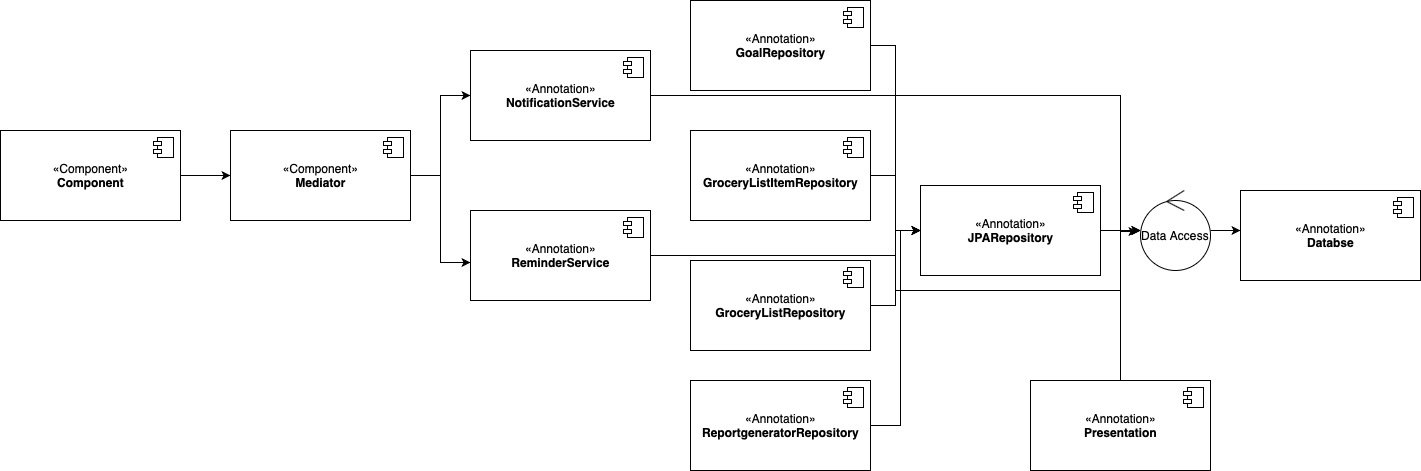 «Annotation»
GoalRepository
«Annotation»
NotificationService
«Component»
Component
«Component»
Mediator
«Annotation»
GroceryListItemRepository
«Annotation»
ReminderService
«Annotation»
JPARepository
Data Access
«Annotation»
Databse
«Annotation»
GroceryListRepository
«Annotation»
ReportgeneratorRepository
«Annotation»
Presentation